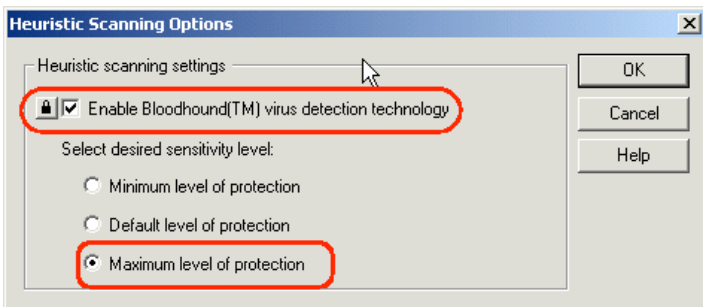 Heuristic Scanning Options
Heuristic scanning settings
Enable Bloodhound(TM) virus detection technology
Select desired sensitivity level:
Minimum level of protection
Default level of protection
Maximum level of protection
OK
Cancel
Help